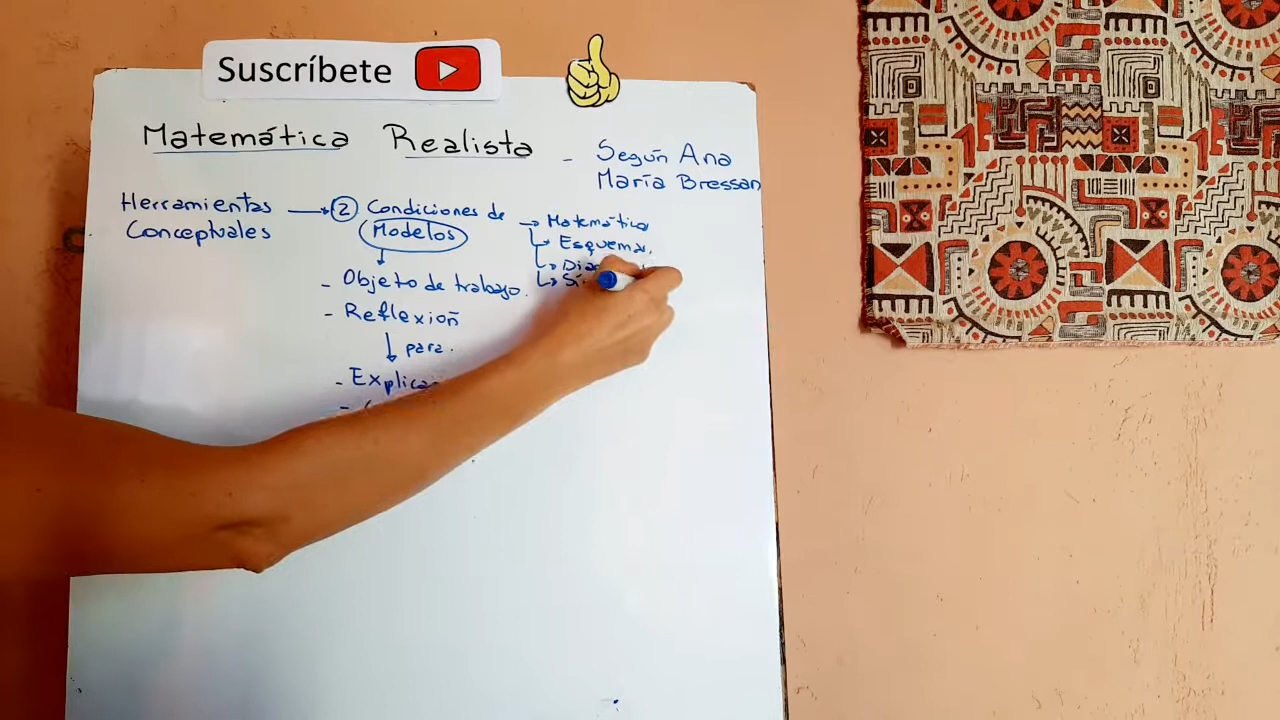 Suscríbete
Matemática Realista - Según Ana
María Bressan
Herramientas → 2 Condiciones de → Matemática
Conceptuales Modelos → Esquemas.
- Objeto de trabajo.
- Reflexión
para.